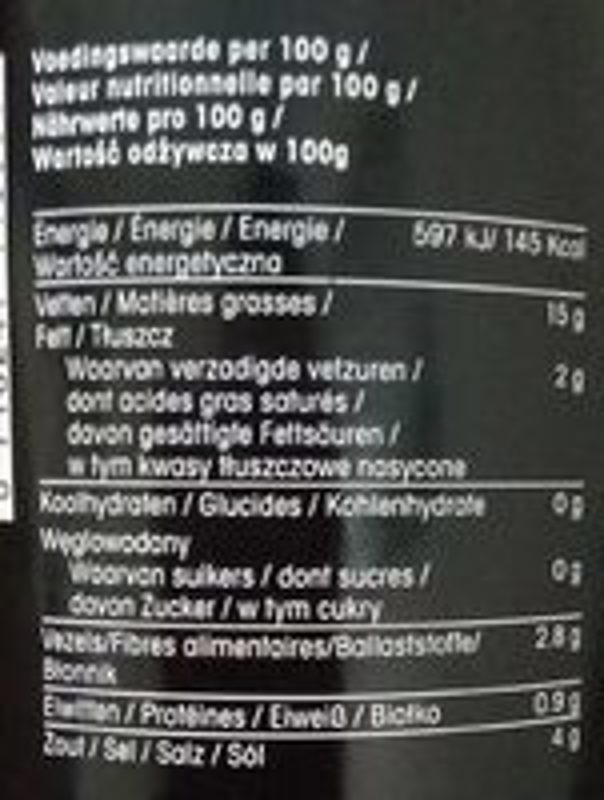 Voedingswaarde per 100 g /
Valeur nutritionnelle par 100 g /
Nährwerte pro 100 g /
Wartość odżywcza w 100g
Energie / Énergie / Energie / 597 kJ/ 145 Kcal
Wartość energetyczna
Vetten / Matières grasses / 15 g
Fett / Tłuszcz
Waarvan verzadigde vetzuren / 2 g
dont acides gras saturés /
davon gesättigte Fettsäuren /
w tym kwasy tłuszczowe nasycone
Koolhydraten / Glucides / Kohlenhydrate 0 g
Węglowodany
Waarvan suikers / dont sucres / 0 g
davon Zucker / w tym cukry
Vezels/Fibres alimentaires/Ballaststoffe/ 2.8 g
Błonnik
Eiwitten / Protéines / Eiweiß / Białko 0.9 g
Zout / Sel / Salz / Sól 4 g